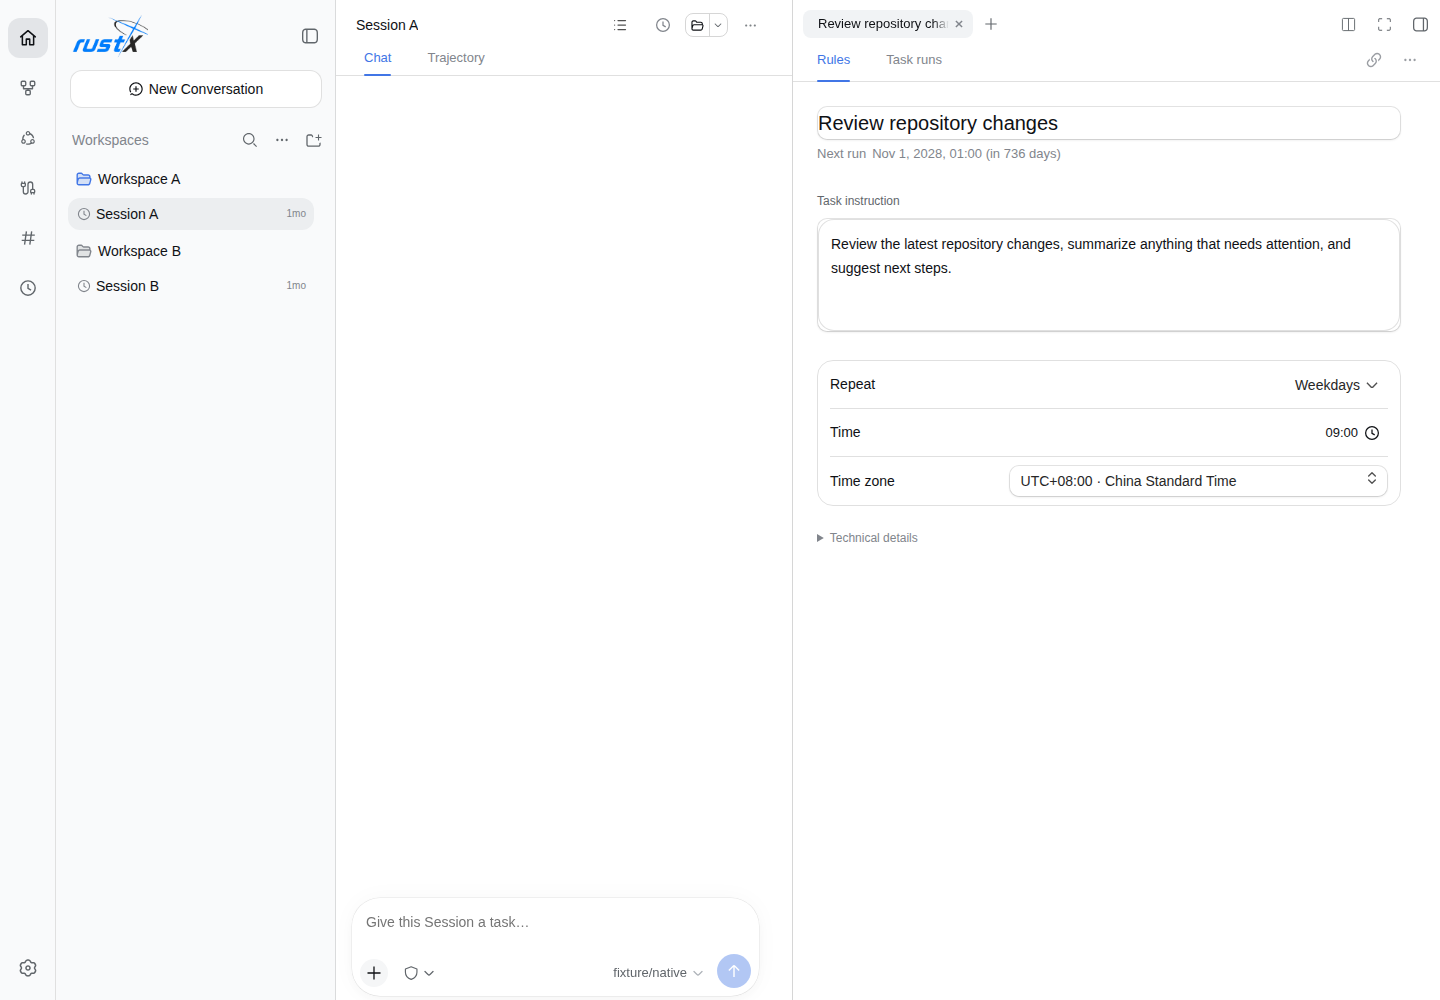 rustX
New Conversation
Workspaces
Workspace A
Session A 1mo
Workspace B
Session B 1mo
Session A
Chat Trajectory
Give this Session a task…
fixture/native
Review repository cha
Rules Task runs
Review repository changes
Next run Nov 1, 2028, 01:00 (in 736 days)
Task instruction
Review the latest repository changes, summarize anything that needs attention, and
suggest next steps.
Repeat Weekdays
Time 09:00
Time zone UTC+08:00 · China Standard Time
Technical details